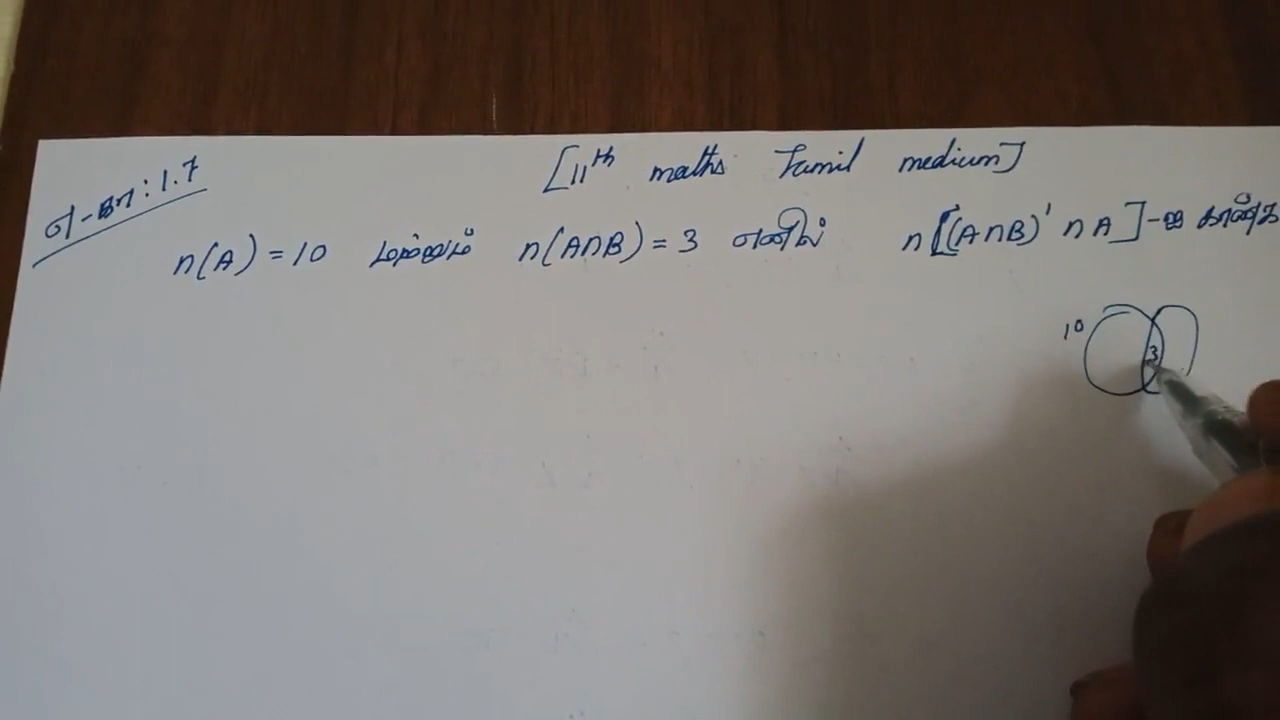 [11th maths Tamil medium]
எ-கா: 1.7
n(A) = 10 மற்றும் n(A∩B) = 3 எனில் n[(A∩B)' ∩ A] -ஐ காண்க
10
3